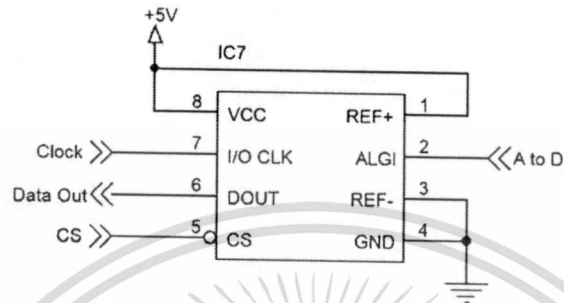 +5V
IC7
8 VCC REF+ 1
Clock 7 I/O CLK ALGI 2 A to D
Data Out 6 DOUT REF- 3
CS 5 CS GND 4